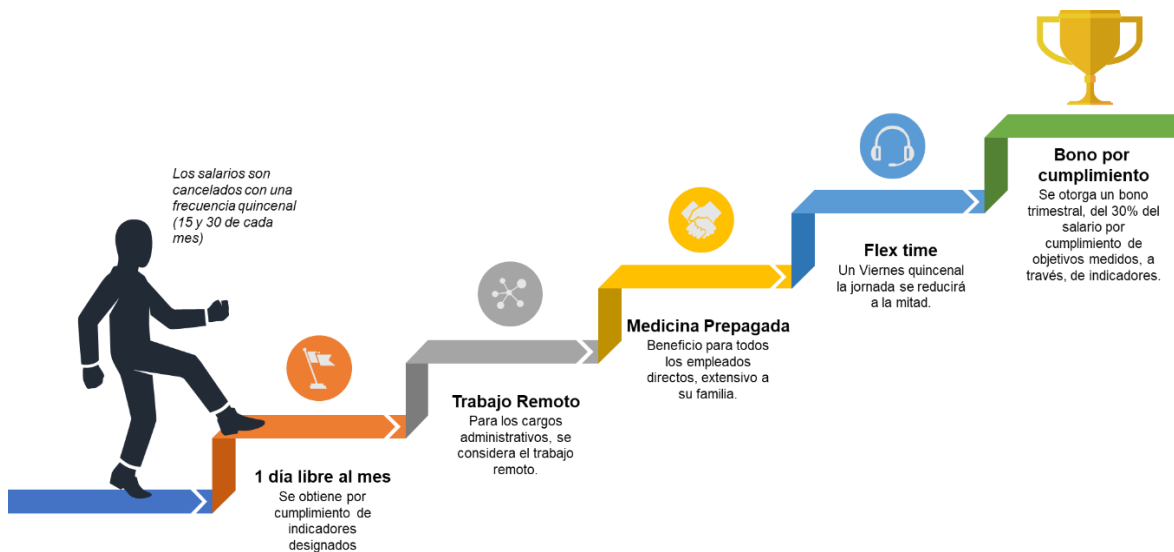 Los salarios son
cancelados con una
frecuencia quincenal
(15 y 30 de cada
mes)
1 día libre al mes
Se obtiene por
cumplimiento de
indicadores
designados
Trabajo Remoto
Para los cargos
administrativos, se
considera el trabajo
remoto.
Medicina Prepagada
Beneficio para todos
los empleados
directos, extensivo a
su familia.
Flex time
Un Viernes quincenal
la jornada se reducirá
a la mitad.
Bono por
cumplimiento
Se otorga un bono
trimestral, del 30% del
salario por
cumplimiento de
objetivos medidos, a
través, de indicadores.